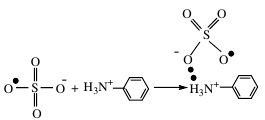 O O
S
- O O•
•O S O- + H₃N⁺ H₃N⁺
O
O